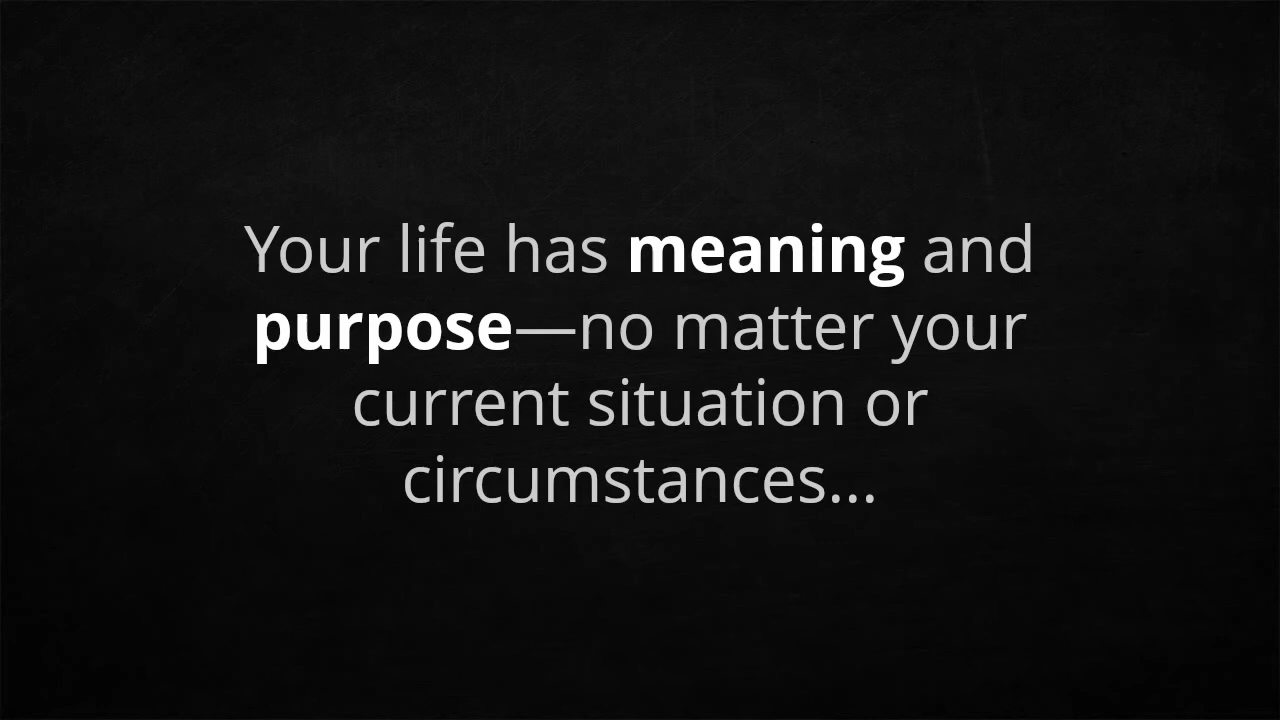 Your life has meaning and
purpose—no matter your
current situation or
circumstances...